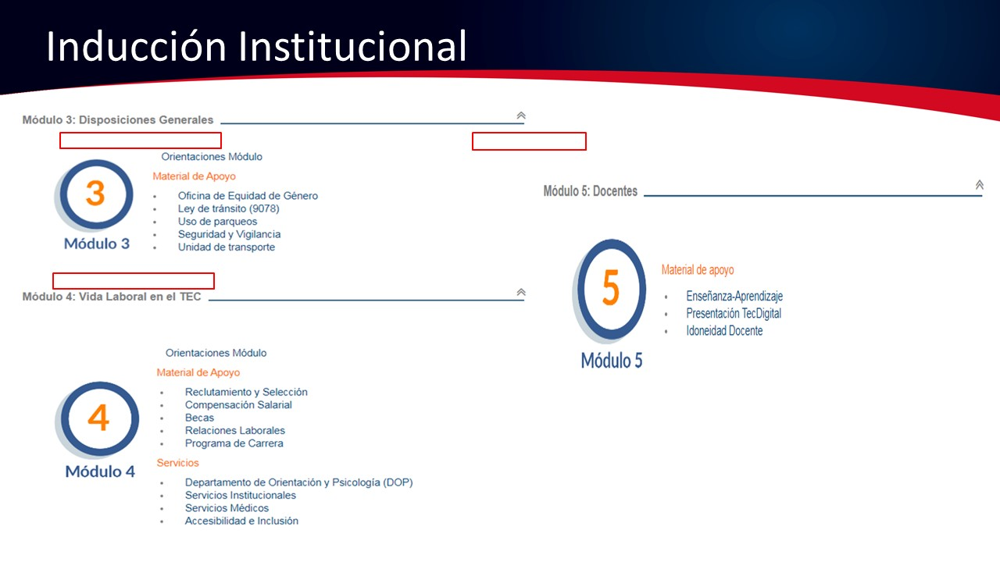 Inducción Institucional
Módulo 3: Disposiciones Generales
Orientaciones Módulo
Material de Apoyo
3
Módulo 3
• Oficina de Equidad de Género
• Ley de tránsito (9078)
• Uso de parqueos
• Seguridad y Vigilancia
• Unidad de transporte
Módulo 4: Vida Laboral en el TEC
Orientaciones Módulo
Material de Apoyo
4
Módulo 4
• Reclutamiento y Selección
• Compensación Salarial
• Becas
• Relaciones Laborales
• Programa de Carrera
Servicios
• Departamento de Orientación y Psicología (DOP)
• Servicios Institucionales
• Servicios Médicos
• Accesibilidad e Inclusión
Módulo 5: Docentes
5
Módulo 5
Material de apoyo
• Enseñanza-Aprendizaje
• Presentación TecDigital
• Idoneidad Docente